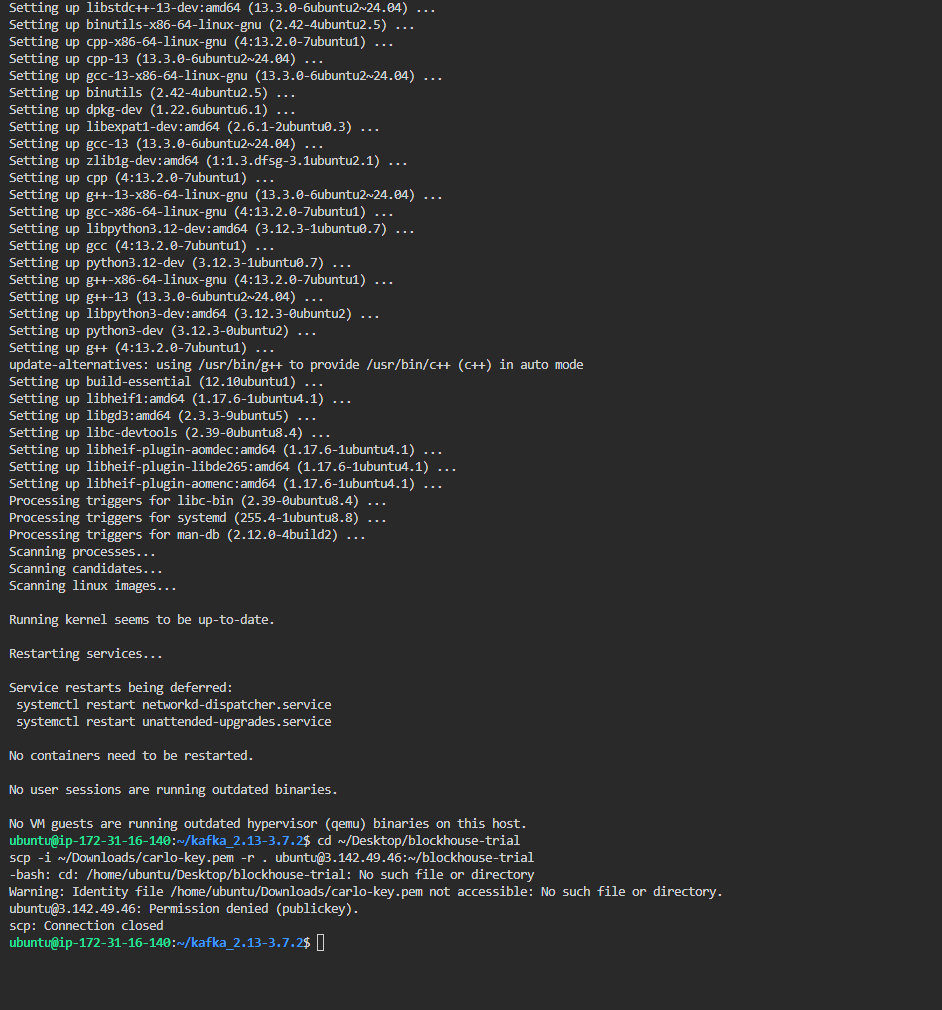 Setting up libstdc++-13-dev:amd64 (13.3.0-6ubuntu2~24.04) ...
Setting up binutils-x86-64-linux-gnu (2.42-4ubuntu2.5) ...
Setting up cpp-x86-64-linux-gnu (4:13.2.0-7ubuntu1) ...
Setting up cpp-13 (13.3.0-6ubuntu2~24.04) ...
Setting up gcc-13-x86-64-linux-gnu (13.3.0-6ubuntu2~24.04) ...
Setting up binutils (2.42-4ubuntu2.5) ...
Setting up dpkg-dev (1.22.6ubuntu6.1) ...
Setting up libexpat1-dev:amd64 (2.6.1-2ubuntu0.3) ...
Setting up gcc-13 (13.3.0-6ubuntu2~24.04) ...
Setting up zlib1g-dev:amd64 (1:1.3.dfsg-3.1ubuntu2.1) ...
Setting up cpp (4:13.2.0-7ubuntu1) ...
Setting up g++-13-x86-64-linux-gnu (13.3.0-6ubuntu2~24.04) ...
Setting up gcc-x86-64-linux-gnu (4:13.2.0-7ubuntu1) ...
Setting up libpython3.12-dev:amd64 (3.12.3-1ubuntu0.7) ...
Setting up gcc (4:13.2.0-7ubuntu1) ...
Setting up python3.12-dev (3.12.3-1ubuntu0.7) ...
Setting up g++-x86-64-linux-gnu (4:13.2.0-7ubuntu1) ...
Setting up g++-13 (13.3.0-6ubuntu2~24.04) ...
Setting up libpython3-dev:amd64 (3.12.3-0ubuntu2) ...
Setting up python3-dev (3.12.3-0ubuntu2) ...
Setting up g++ (4:13.2.0-7ubuntu1) ...
update-alternatives: using /usr/bin/g++ to provide /usr/bin/c++ (c++) in auto mode
Setting up build-essential (12.10ubuntu1) ...
Setting up libheif1:amd64 (1.17.6-1ubuntu4.1) ...
Setting up libgd3:amd64 (2.3.3-9ubuntu5) ...
Setting up libc-devtools (2.39-0ubuntu8.4) ...
Setting up libheif-plugin-aomdec:amd64 (1.17.6-1ubuntu4.1) ...
Setting up libheif-plugin-libde265:amd64 (1.17.6-1ubuntu4.1) ...
Setting up libheif-plugin-aomenc:amd64 (1.17.6-1ubuntu4.1) ...
Processing triggers for libc-bin (2.39-0ubuntu8.4) ...
Processing triggers for systemd (255.4-1ubuntu8.8) ...
Processing triggers for man-db (2.12.0-4build2) ...
Scanning processes...
Scanning candidates...
Scanning linux images...
Running kernel seems to be up-to-date.
Restarting services...
Service restarts being deferred:
systemctl restart networkd-dispatcher.service
systemctl restart unattended-upgrades.service
No containers need to be restarted.
No user sessions are running outdated binaries.
No VM guests are running outdated hypervisor (qemu) binaries on this host.
ubuntu@ip-172-31-16-140:~/kafka_2.13-3.7.2$ cd ~/Desktop/blockhouse-trial
scp -i ~/Downloads/carlo-key.pem -r . ubuntu@3.142.49.46:~/blockhouse-trial
-bash: cd: /home/ubuntu/Desktop/blockhouse-trial: No such file or directory
Warning: Identity file /home/ubuntu/Downloads/carlo-key.pem not accessible: No such file or directory.
ubuntu@3.142.49.46: Permission denied (publickey).
scp: Connection closed
ubuntu@ip-172-31-16-140:~/kafka_2.13-3.7.2$